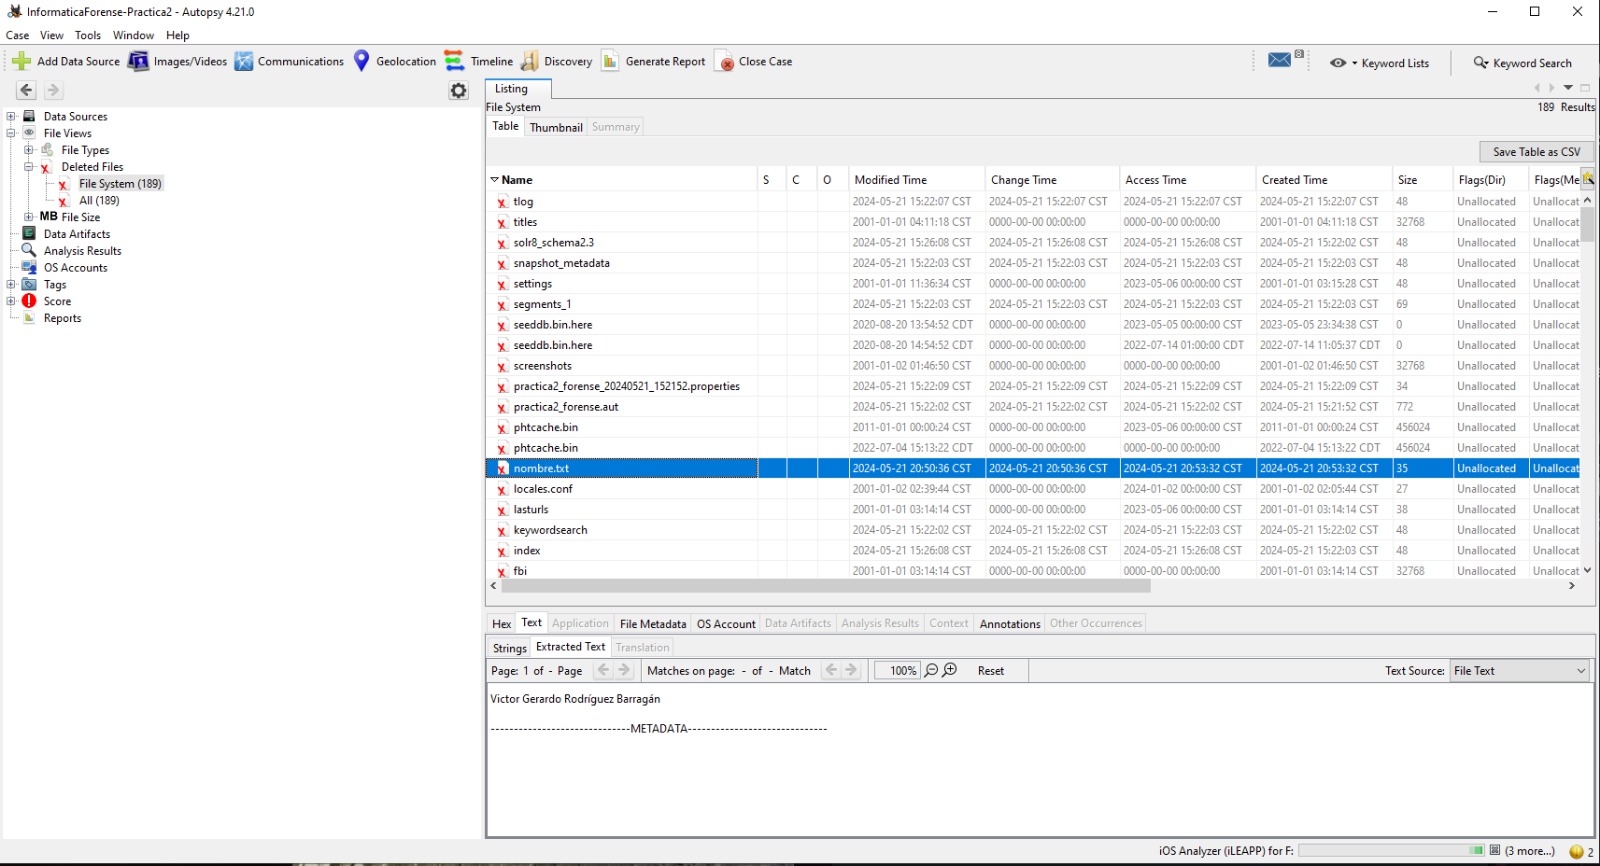 InformaticaForense-Practica2 - Autopsy 4.21.0
Case View Tools Window Help
Add Data Source Images/Videos Communications Geolocation Timeline Discovery Generate Report Close Case Keyword Lists Keyword Search
Data Sources
File Views
File Types
Deleted Files
File System (189)
All (189)
MB File Size
Data Artifacts
Analysis Results
OS Accounts
Tags
Score
Reports
Listing
File System 189 Results
Table Thumbnail Summary
Save Table as CSV
Name S C O Modified Time Change Time Access Time Created Time Size Flags(Dir) Flags(Me
tlog 2024-05-21 15:22:07 CST 2024-05-21 15:22:07 CST 2024-05-21 15:22:07 CST 2024-05-21 15:22:07 CST 48 Unallocated Unallocat
titles 2001-01-01 04:11:18 CST 0000-00-00 00:00:00 0000-00-00 00:00:00 2001-01-01 04:11:18 CST 32768 Unallocated Unallocat
solr8_schema2.3 2024-05-21 15:26:08 CST 2024-05-21 15:26:08 CST 2024-05-21 15:26:08 CST 2024-05-21 15:22:02 CST 48 Unallocated Unallocat
snapshot_metadata 2024-05-21 15:22:03 CST 2024-05-21 15:22:03 CST 2024-05-21 15:22:03 CST 2024-05-21 15:22:03 CST 48 Unallocated Unallocat
settings 2001-01-01 11:36:34 CST 0000-00-00 00:00:00 2023-05-06 00:00:00 CST 2001-01-01 03:15:28 CST 48 Unallocated Unallocat
segments_1 2024-05-21 15:22:03 CST 2024-05-21 15:22:03 CST 2024-05-21 15:22:03 CST 2024-05-21 15:22:03 CST 69 Unallocated Unallocat
seeddb.bin.here 2020-08-20 13:54:52 CDT 0000-00-00 00:00:00 2023-05-05 00:00:00 CST 2023-05-05 23:34:38 CST 0 Unallocated Unallocat
seeddb.bin.here 2020-08-20 14:54:52 CDT 0000-00-00 00:00:00 2022-07-14 01:00:00 CDT 2022-07-14 11:05:37 CDT 0 Unallocated Unallocat
screenshots 2001-01-02 01:46:50 CST 0000-00-00 00:00:00 0000-00-00 00:00:00 2001-01-02 01:46:50 CST 32768 Unallocated Unallocat
practica2_forense_20240521_152152.properties 2024-05-21 15:22:09 CST 2024-05-21 15:22:09 CST 2024-05-21 15:22:09 CST 2024-05-21 15:22:09 CST 34 Unallocated Unallocat
practica2_forense.aut 2024-05-21 15:22:02 CST 2024-05-21 15:22:02 CST 2024-05-21 15:22:02 CST 2024-05-21 15:21:52 CST 772 Unallocated Unallocat
phtcache.bin 2011-01-01 00:00:24 CST 0000-00-00 00:00:00 2023-05-06 00:00:00 CST 2011-01-01 00:00:24 CST 456024 Unallocated Unallocat
phtcache.bin 2022-07-04 15:13:22 CDT 0000-00-00 00:00:00 0000-00-00 00:00:00 2022-07-04 15:13:22 CDT 456024 Unallocated Unallocat
nombre.txt 2024-05-21 20:50:36 CST 2024-05-21 20:50:36 CST 2024-05-21 20:53:32 CST 2024-05-21 20:53:32 CST 35 Unallocated Unallocat
locales.conf 2001-01-02 02:39:44 CST 0000-00-00 00:00:00 2024-01-02 00:00:00 CST 2001-01-02 02:05:44 CST 27 Unallocated Unallocat
lasturls 2001-01-01 03:14:14 CST 0000-00-00 00:00:00 2023-05-06 00:00:00 CST 2001-01-01 03:14:14 CST 38 Unallocated Unallocat
keywordsearch 2024-05-21 15:22:02 CST 2024-05-21 15:22:02 CST 2024-05-21 15:22:03 CST 2024-05-21 15:22:02 CST 48 Unallocated Unallocat
index 2024-05-21 15:26:08 CST 2024-05-21 15:26:08 CST 2024-05-21 15:26:08 CST 2024-05-21 15:22:03 CST 48 Unallocated Unallocat
fbi 2001-01-01 03:14:14 CST 0000-00-00 00:00:00 0000-00-00 00:00:00 2001-01-01 03:14:14 CST 32768 Unallocated Unallocat
Hex Text Application File Metadata OS Account Data Artifacts Analysis Results Context Annotations Other Occurrences
Strings Extracted Text Translation
Page: 1 of - Page Matches on page: - of - Match 100% Reset Text Source: File Text
Victor Gerardo Rodríguez Barragán
------------------------------METADATA------------------------------
iOS Analyzer (iLEAPP) for F: (3 more...) 2